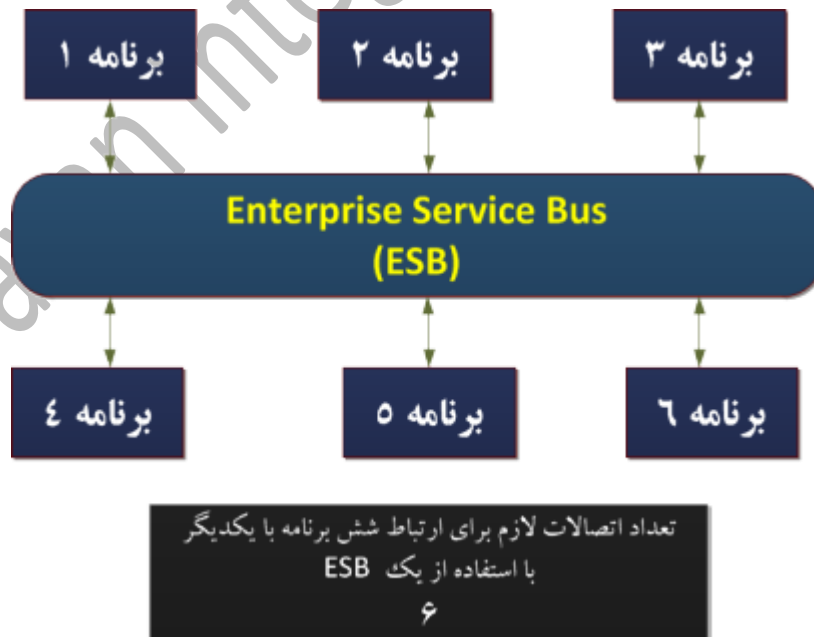 برنامه ۱
برنامه ۲
برنامه ۳
Enterprise Service Bus
(ESB)
برنامه ٤
برنامه ٥
برنامه ٦
تعداد اتصالات لازم برای ارتباط شش برنامه با یکدیگر
با استفاده از یک ESB
۶